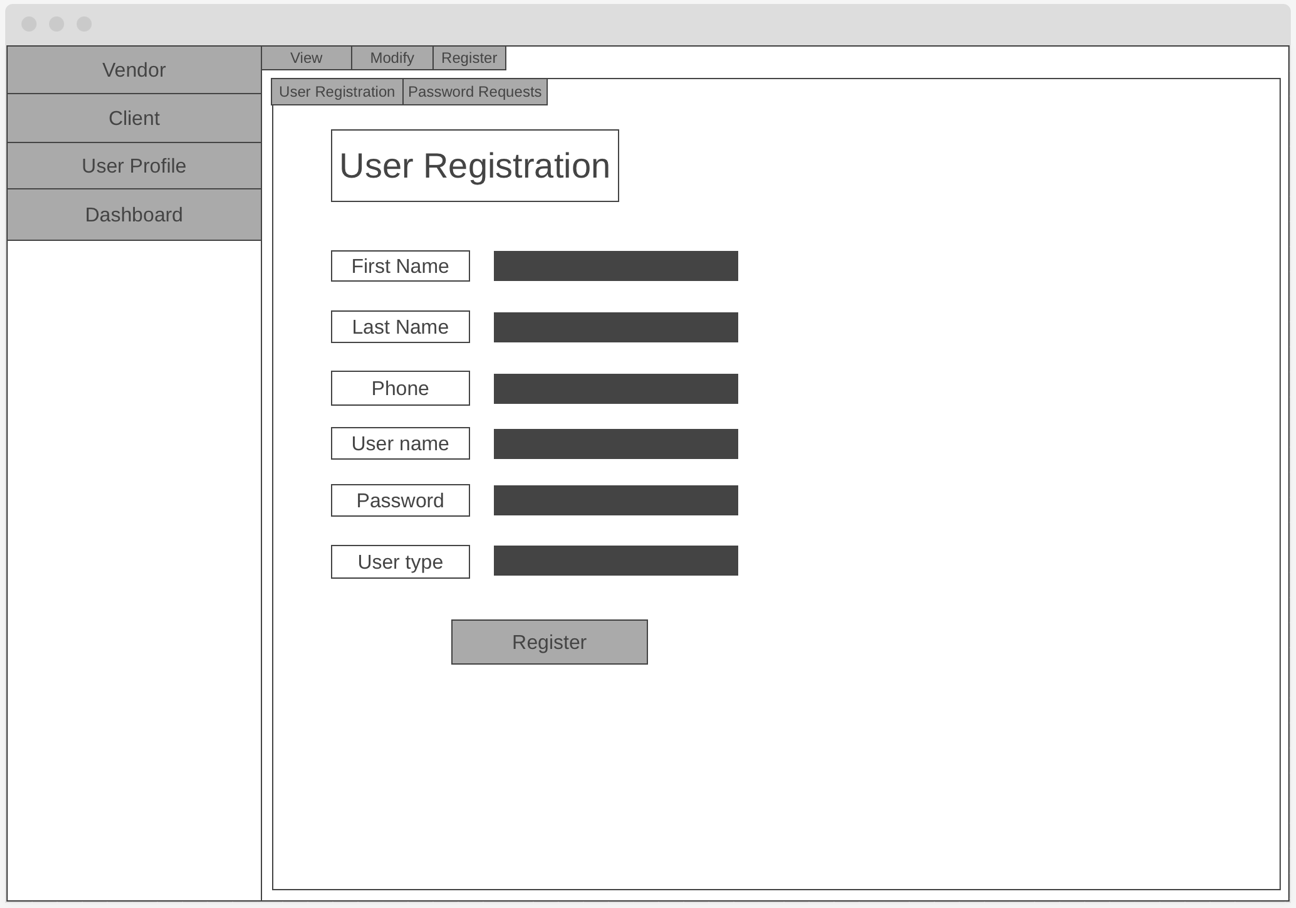 Vendor
Client
User Profile
Dashboard
View
Modify
Register
User Registration
Password Requests
User Registration
First Name
Last Name
Phone
User name
Password
User type
Register